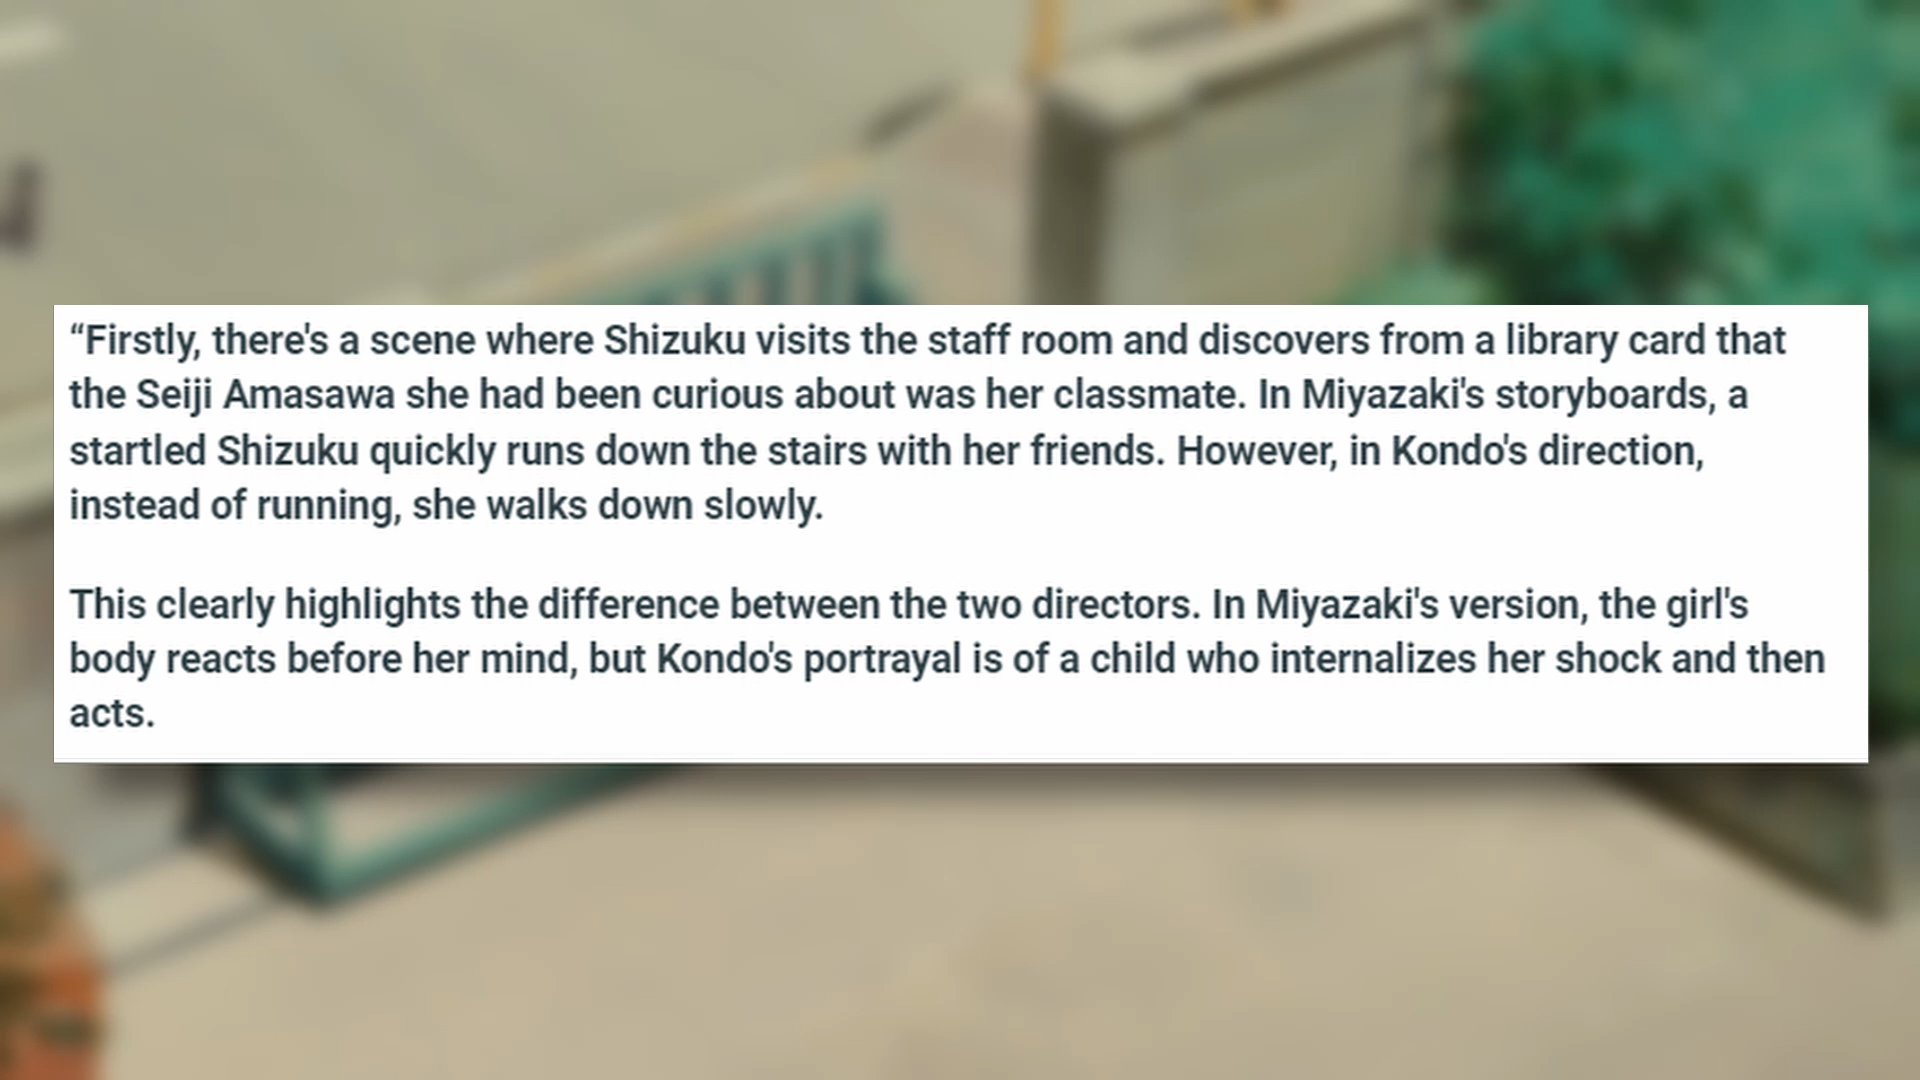 “Firstly, there's a scene where Shizuku visits the staff room and discovers from a library card that
the Seiji Amasawa she had been curious about was her classmate. In Miyazaki's storyboards, a
startled Shizuku quickly runs down the stairs with her friends. However, in Kondo's direction,
instead of running, she walks down slowly.
This clearly highlights the difference between the two directors. In Miyazaki's version, the girl's
body reacts before her mind, but Kondo's portrayal is of a child who internalizes her shock and then
acts.